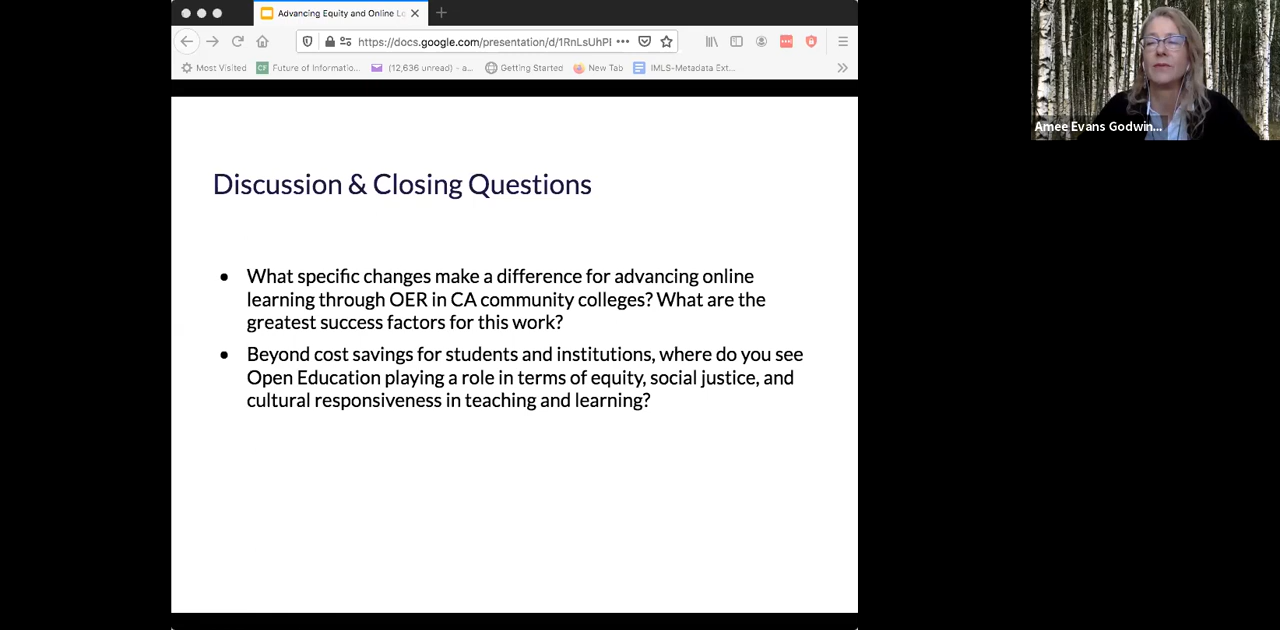 Advancing Equity and Online Lo
https://docs.google.com/presentation/d/1RnLsUhPI
Most Visited
CF Future of Informatio...
(12,636 unread) - a...
Getting Started
New Tab
IMLS-Metadata Ext...
Amee Evans Godwin...
Discussion & Closing Questions
• What specific changes make a difference for advancing online
learning through OER in CA community colleges? What are the
greatest success factors for this work?
• Beyond cost savings for students and institutions, where do you see
Open Education playing a role in terms of equity, social justice, and
cultural responsiveness in teaching and learning?